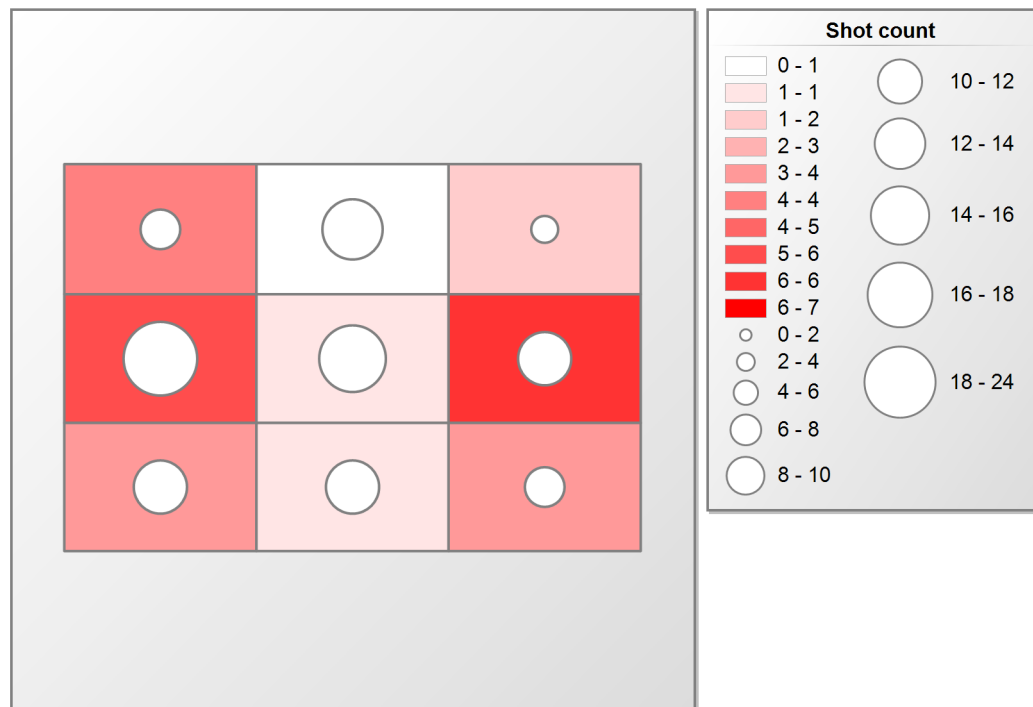 Shot count
0 - 1
1 - 1
1 - 2
2 - 3
3 - 4
4 - 4
4 - 5
5 - 6
6 - 6
6 - 7
0 - 2
2 - 4
4 - 6
6 - 8
8 - 10
10 - 12
12 - 14
14 - 16
16 - 18
18 - 24